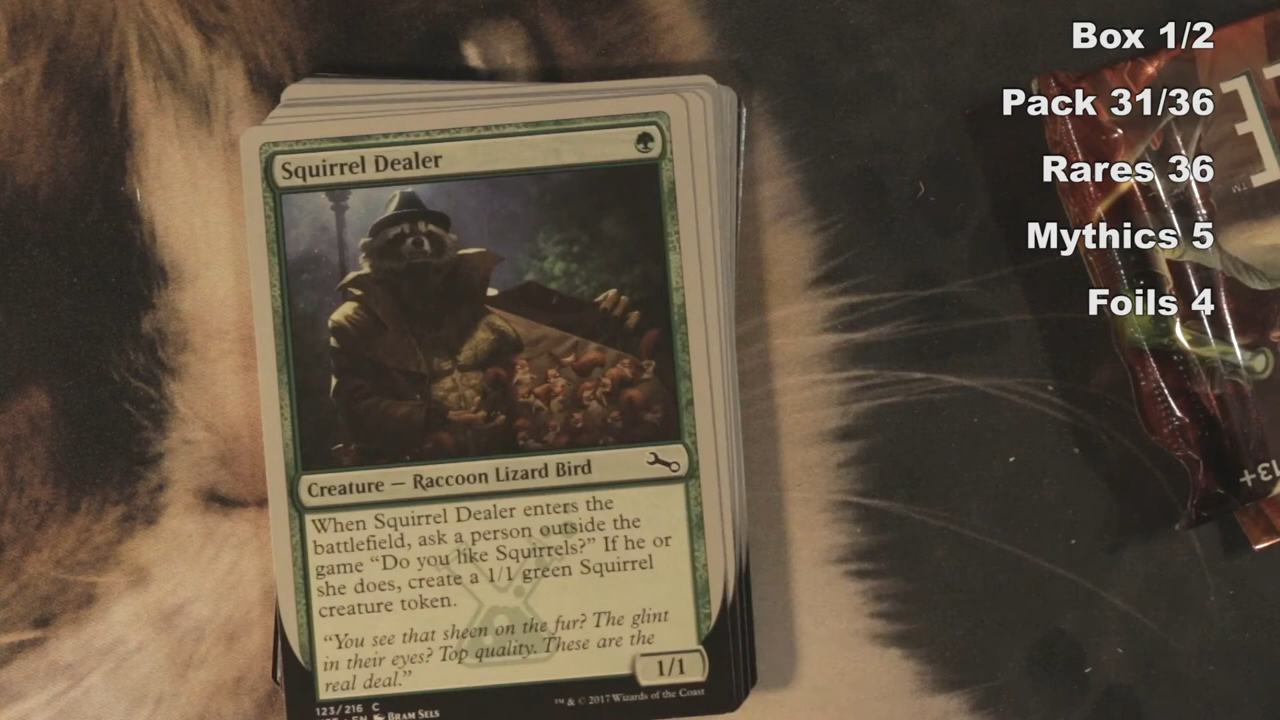 Box 1/2
Pack 31/36
Rares 36
Mythics 5
Foils 4
Squirrel Dealer
Creature — Raccoon Lizard Bird
When Squirrel Dealer enters the
battlefield, ask a person outside the
game “Do you like Squirrels?” If he or
she does, create a 1/1 green Squirrel
creature token.
“You see that sheen on the fur? The glint
in their eyes? Top quality. These are the
real deal.”
1/1
123/216 C
EN BRAM SELS
™ & © 2017 Wizards of the Coast
13+
TM